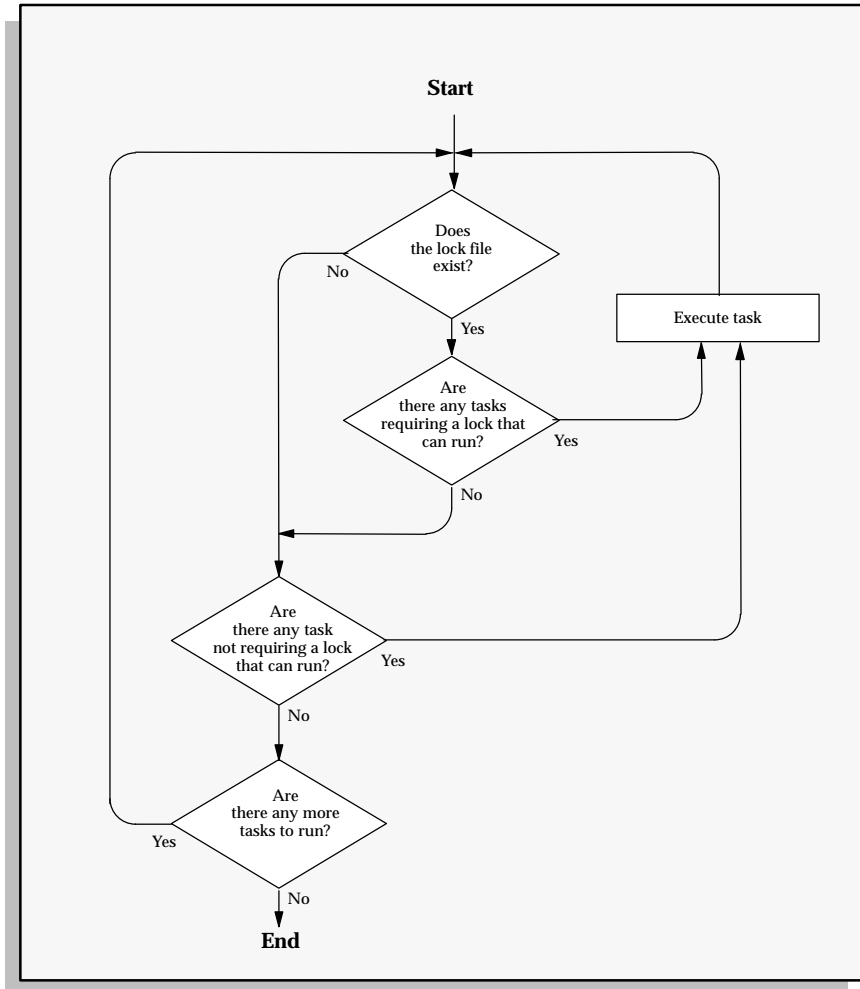 Start
Does
the lock file
exist?
No
Yes
Execute task
Are
there any tasks
requiring a lock that
can run?
Yes
No
Are
there any task
not requiring a lock
that can run?
Yes
No
Are
there any more
tasks to run?
Yes
No
End